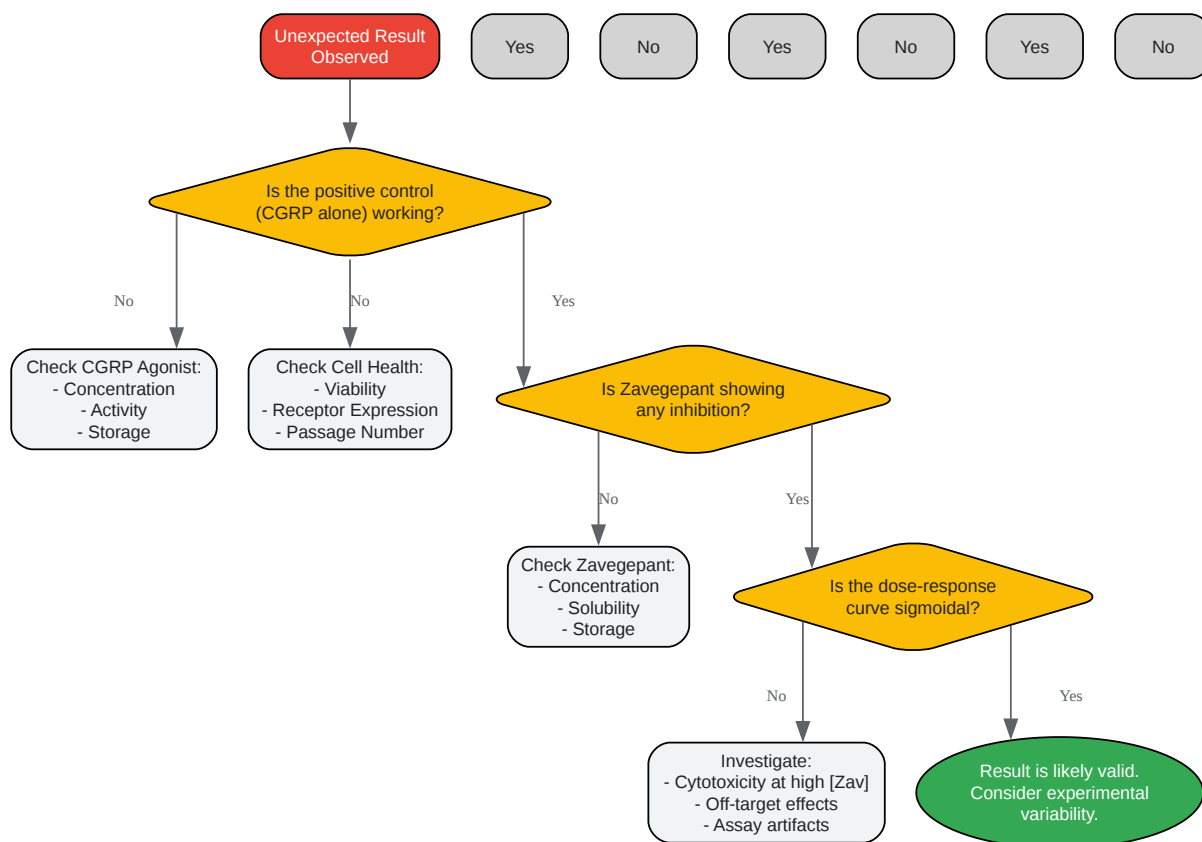 Unexpected Result
Observed
Yes
No
Yes
No
Yes
No
Is the positive control
(CGRP alone) working?
No
No
Yes
Check CGRP Agonist:
- Concentration
- Activity
- Storage
Check Cell Health:
- Viability
- Receptor Expression
- Passage Number
Is Zavegepant showing
any inhibition?
No
Yes
Check Zavegepant:
- Concentration
- Solubility
- Storage
Is the dose-response
curve sigmoidal?
No
Yes
Investigate:
- Cytotoxicity at high [Zav]
- Off-target effects
- Assay artifacts
Result is likely valid.
Consider experimental
variability.